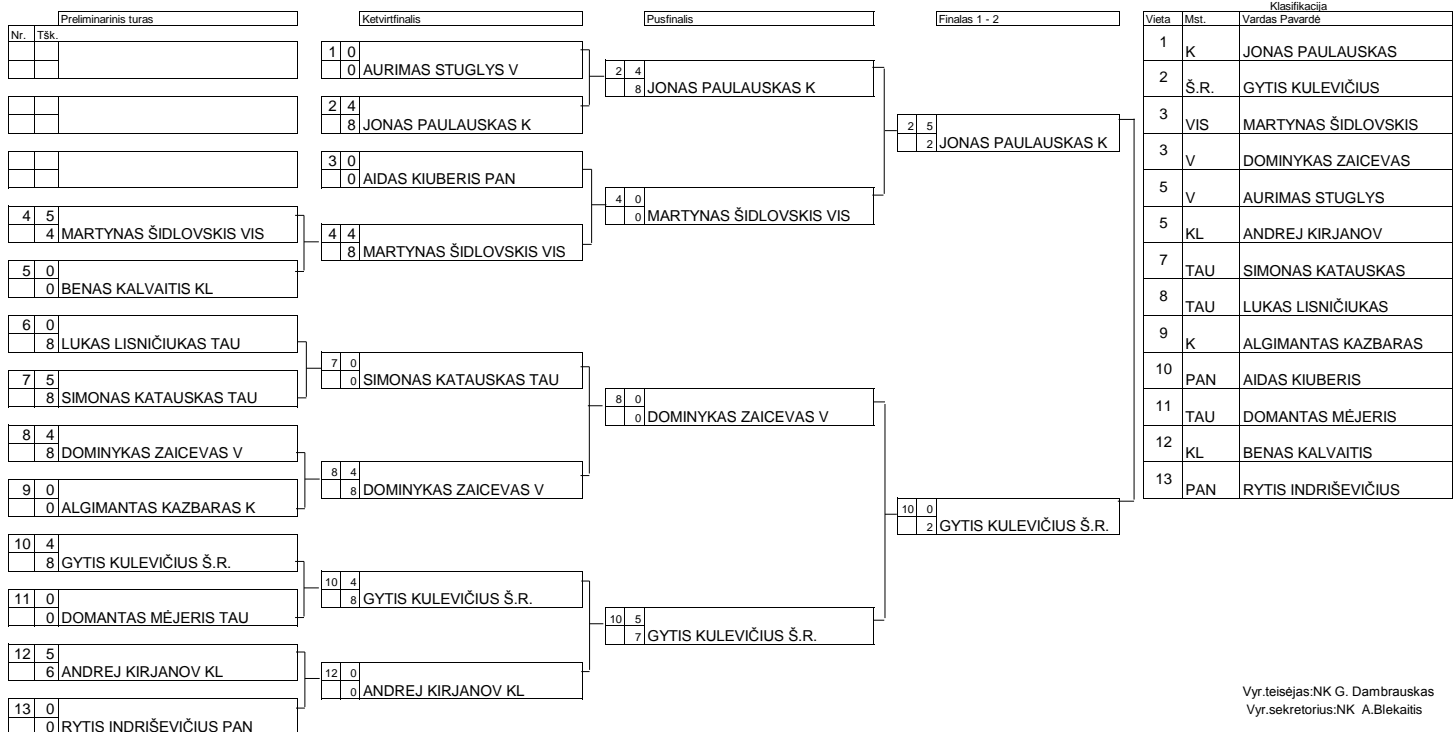 Preliminarinis turas
Nr. Tšk.
4 5
4 MARTYNAS ŠIDLOVSKIS VIS
5 0
0 BENAS KALVAITIS KL
6 0
8 LUKAS LISNIČIUKAS TAU
7 5
8 SIMONAS KATAUSKAS TAU
8 4
8 DOMINYKAS ZAICEVAS V
9 0
0 ALGIMANTAS KAZBARAS K
10 4
8 GYTIS KULEVIČIUS Š.R.
11 0
0 DOMANTAS MĖJERIS TAU
12 5
6 ANDREJ KIRJANOV KL
13 0
0 RYTIS INDRIŠEVIČIUS PAN
Ketvirtfinalis
1 0
0 AURIMAS STUGLYS V
2 4
8 JONAS PAULAUSKAS K
3 0
0 AIDAS KIUBERIS PAN
4 4
8 MARTYNAS ŠIDLOVSKIS VIS
7 0
0 SIMONAS KATAUSKAS TAU
8 4
8 DOMINYKAS ZAICEVAS V
10 4
8 GYTIS KULEVIČIUS Š.R.
12 0
0 ANDREJ KIRJANOV KL
Pusfinalis
2 4
8 JONAS PAULAUSKAS K
4 0
0 MARTYNAS ŠIDLOVSKIS VIS
8 0
0 DOMINYKAS ZAICEVAS V
10 5
7 GYTIS KULEVIČIUS Š.R.
Finalas 1 - 2
2 5
2 JONAS PAULAUSKAS K
10 0
2 GYTIS KULEVIČIUS Š.R.
Klasifikacija
Vieta Mst. Vardas Pavardė
1 K JONAS PAULAUSKAS
2 Š.R. GYTIS KULEVIČIUS
3 VIS MARTYNAS ŠIDLOVSKIS
3 V DOMINYKAS ZAICEVAS
5 V AURIMAS STUGLYS
5 KL ANDREJ KIRJANOV
7 TAU SIMONAS KATAUSKAS
8 TAU LUKAS LISNIČIUKAS
9 K ALGIMANTAS KAZBARAS
10 PAN AIDAS KIUBERIS
11 TAU DOMANTAS MĖJERIS
12 KL BENAS KALVAITIS
13 PAN RYTIS INDRIŠEVIČIUS
Vyr.teisėjas:NK G. Dambrauskas
Vyr.sekretorius:NK A.Blekaitis